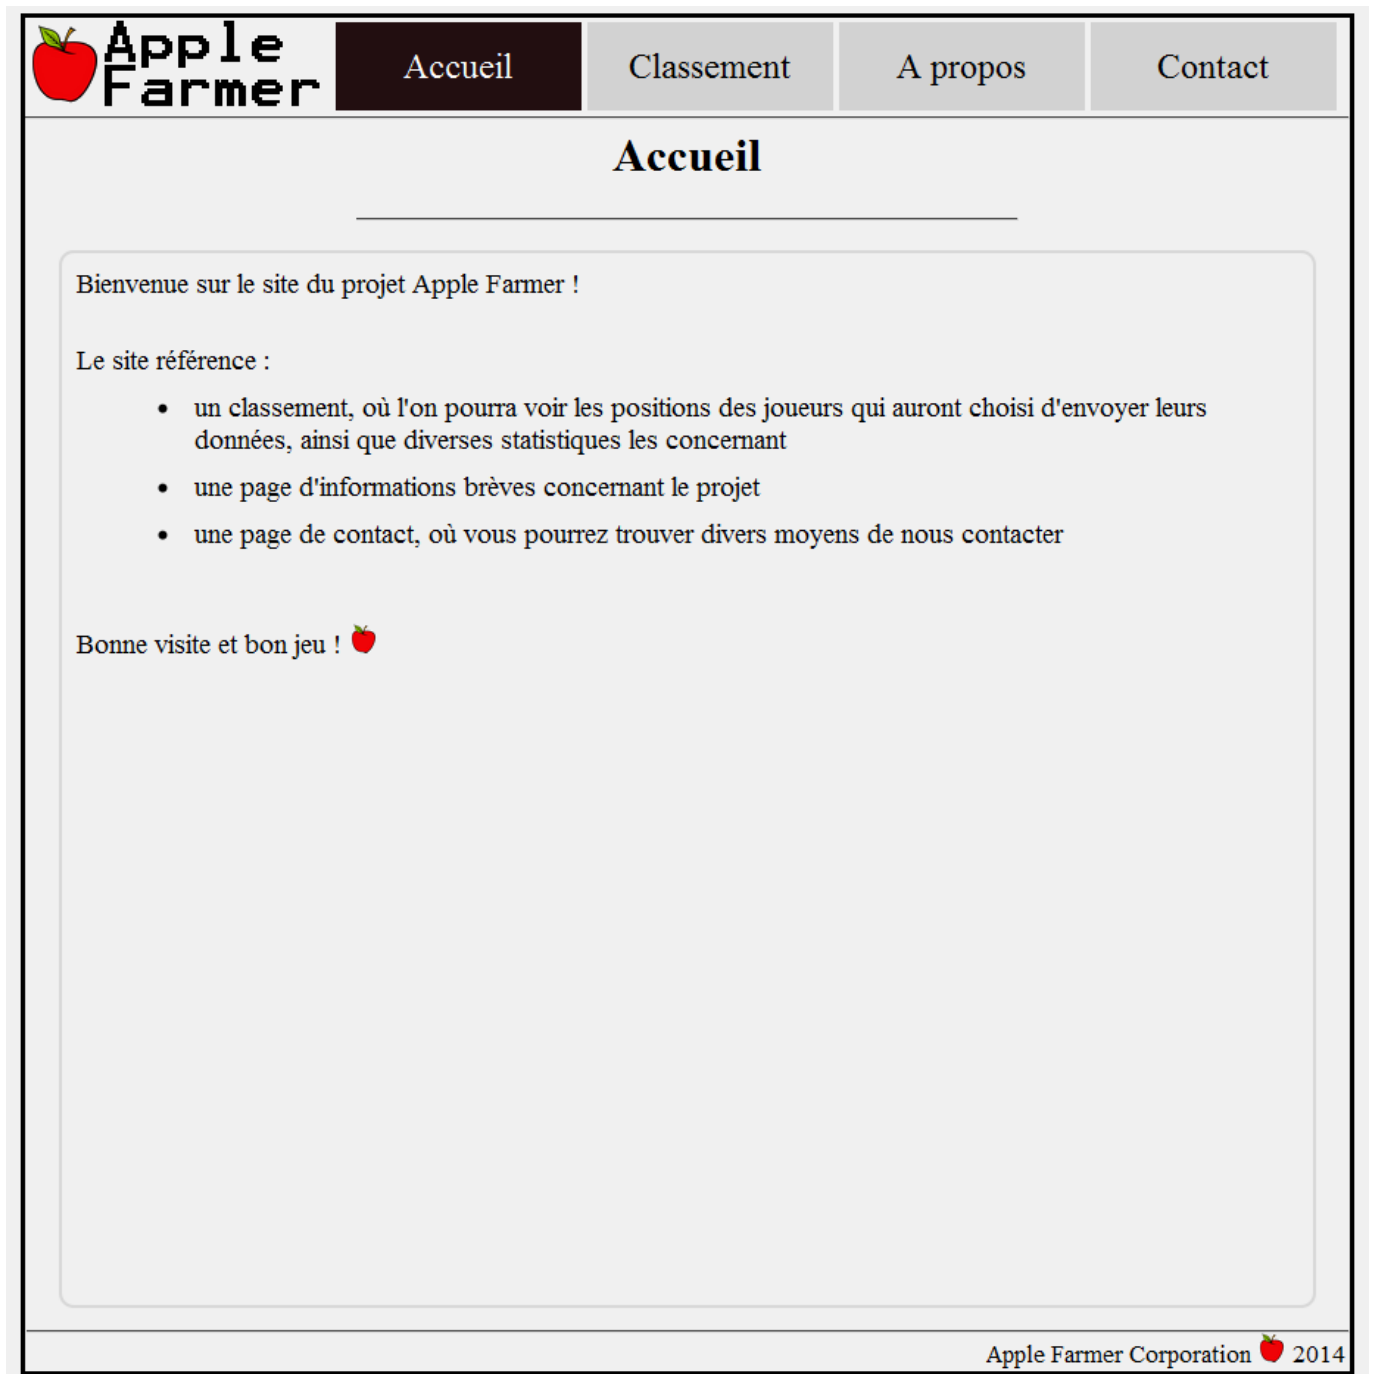 Apple
Farmer
Accueil
Classement
A propos
Contact
Accueil
Bienvenue sur le site du projet Apple Farmer !
Le site référence :
• un classement, où l'on pourra voir les positions des joueurs qui auront choisi d'envoyer leurs
données, ainsi que diverses statistiques les concernant
• une page d'informations brèves concernant le projet
• une page de contact, où vous pourrez trouver divers moyens de nous contacter
Bonne visite et bon jeu !
Apple Farmer Corporation 2014